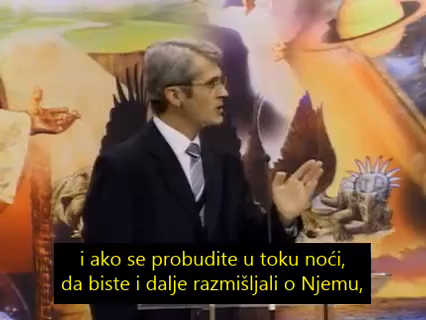 i ako se probudite u toku noći,
da biste i dalje razmišljali o Njemu,